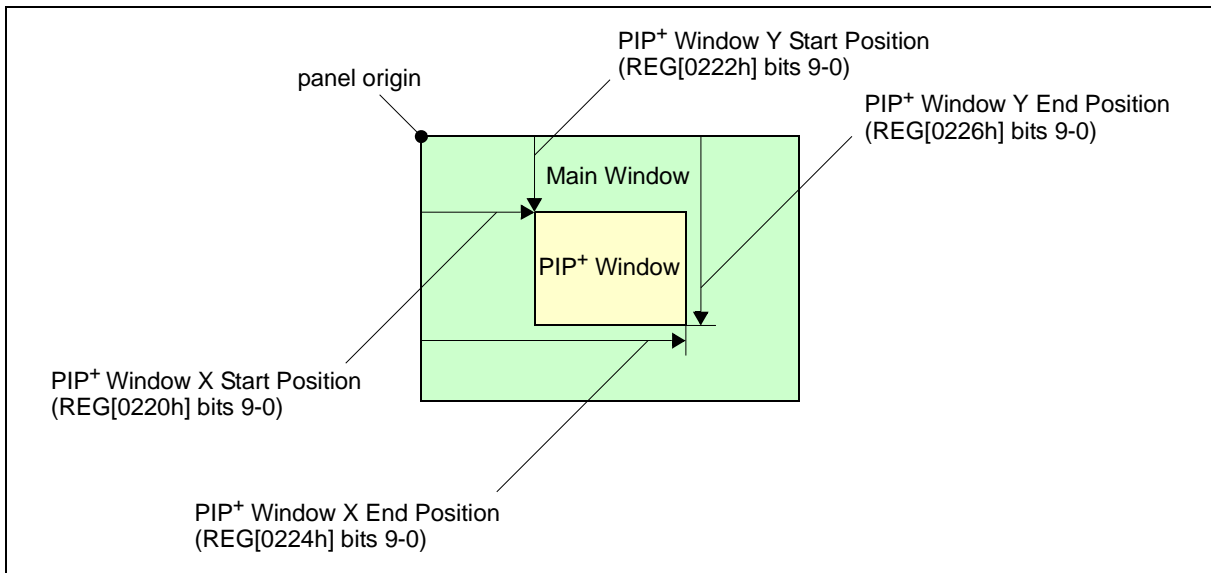 PIP+ Window Y Start Position
(REG[0222h] bits 9-0)
panel origin
PIP+ Window Y End Position
(REG[0226h] bits 9-0)
Main Window
PIP+ Window
PIP+ Window X Start Position
(REG[0220h] bits 9-0)
PIP+ Window X End Position
(REG[0224h] bits 9-0)